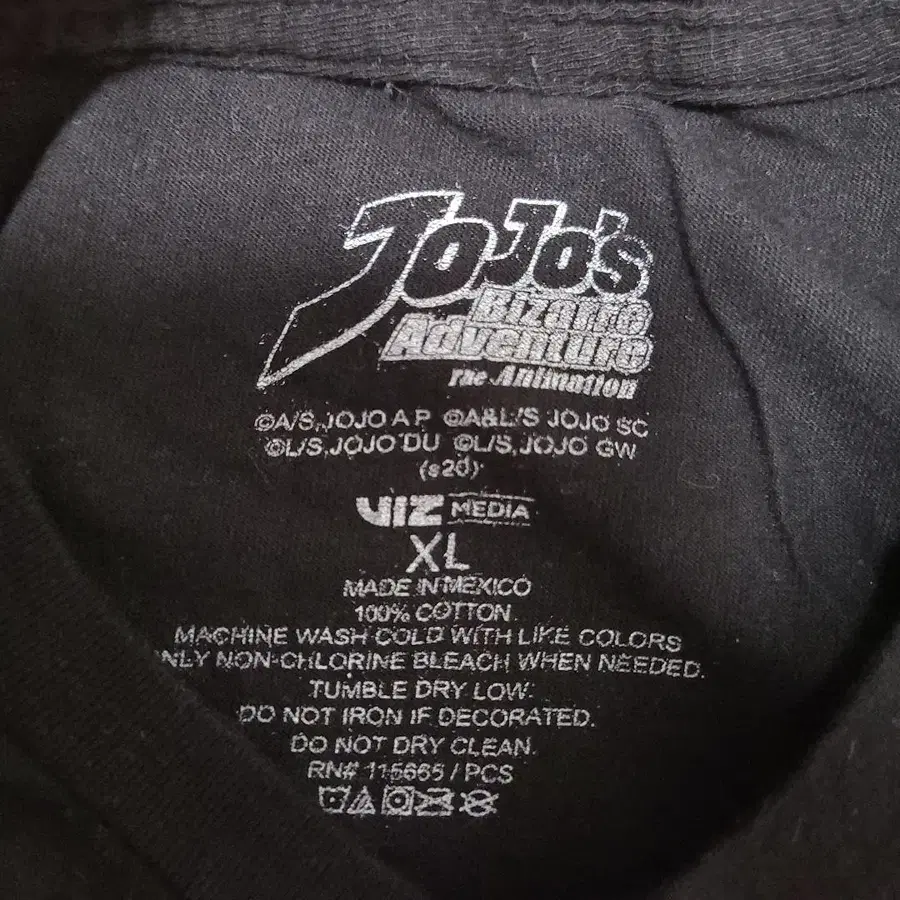 JoJo's
Bizarre
Adventure
The Animation
©A/S,JOJO A P ©A&L/S JOJO SC
©L/S,JOJO DU ©L/S,JOJO GW
(s2d)
VIZ MEDIA
XL
MADE IN MEXICO
100% COTTON
MACHINE WASH COLD WITH LIKE COLORS
NLY NON-CHLORINE BLEACH WHEN NEEDED.
TUMBLE DRY LOW.
DO NOT IRON IF DECORATED.
DO NOT DRY CLEAN.
RN# 115665 / PCS